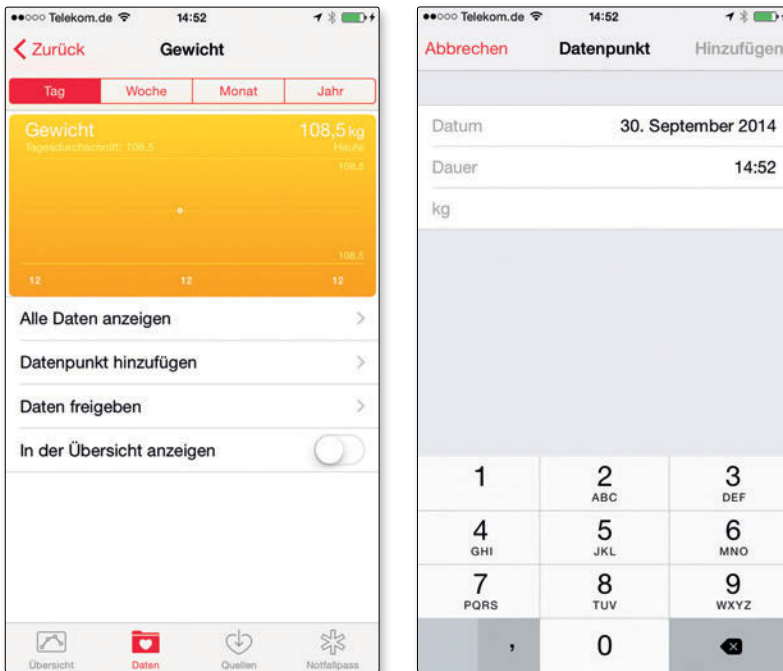 ●●○○○ Telekom.de 14:52
Zurück Gewicht
Tag Woche Monat Jahr
Gewicht 108,5 kg
Tagesdurchschnitt: 108,5 Heute
108,5
108,5
12 12 12
Alle Daten anzeigen
Datenpunkt hinzufügen
Daten freigeben
In der Übersicht anzeigen
Übersicht Daten Quellen Notfallpass
●●○○○ Telekom.de 14:52
Abbrechen Datenpunkt Hinzufügen
Datum 30. September 2014
Dauer 14:52
kg
1 2 3
ABC DEF
4 5 6
GHI JKL MNO
7 8 9
PQRS TUV WXYZ
, 0